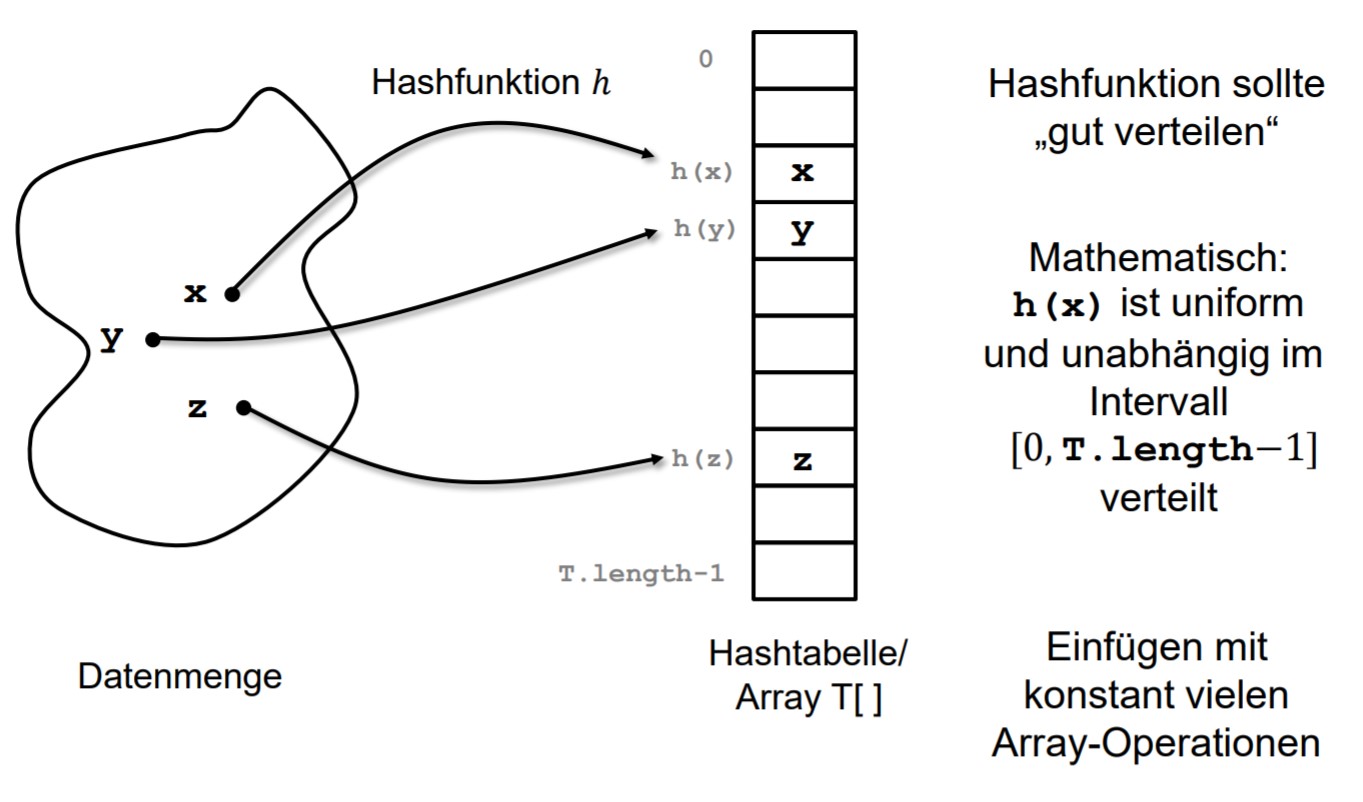 Hashfunktion h
0
h(x)
h(y)
h(z)
T.length-1
x
y
z
x
y
z
Datenmenge
Hashtabelle/
Array T[ ]
Hashfunktion sollte
„gut verteilen“
Mathematisch:
h(x) ist uniform
und unabhängig im
Intervall
[0, T.length−1]
verteilt
Einfügen mit
konstant vielen
Array-Operationen